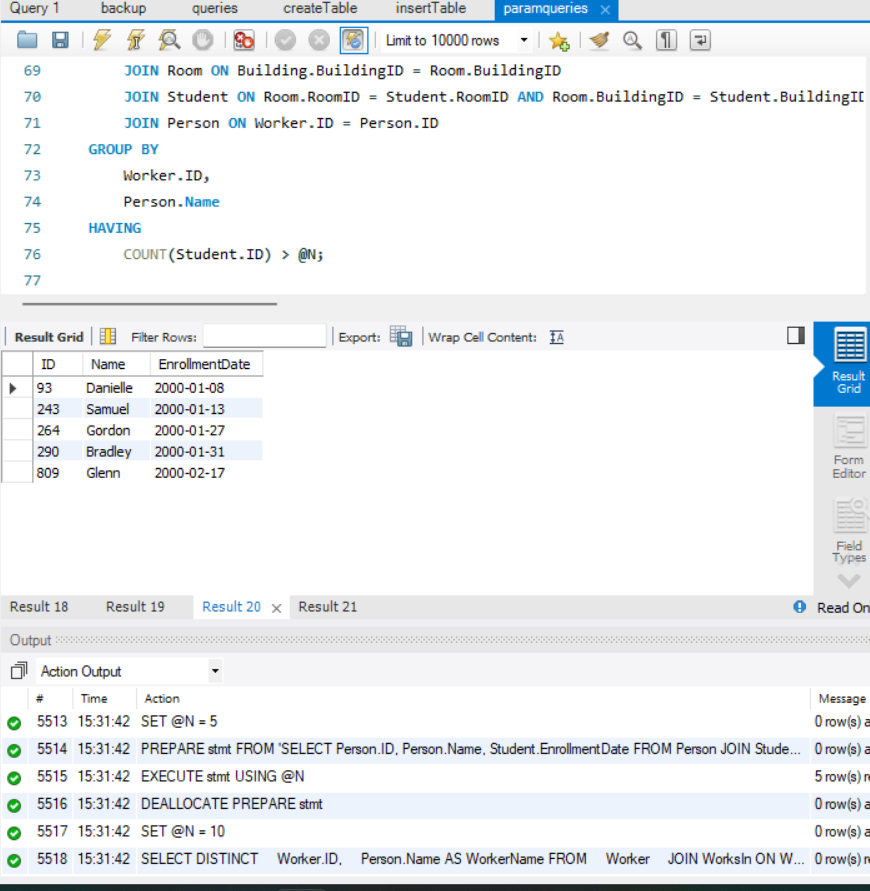 Query 1 backup queries createTable insertTable paramqueries
Limit to 10000 rows
69 JOIN Room ON Building.BuildingID = Room.BuildingID
70 JOIN Student ON Room.RoomID = Student.RoomID AND Room.BuildingID = Student.BuildingID
71 JOIN Person ON Worker.ID = Person.ID
72 GROUP BY
73 Worker.ID,
74 Person.Name
75 HAVING
76 COUNT(Student.ID) > @N;
77
Result Grid Filter Rows: Export: Wrap Cell Content:
ID Name EnrollmentDate
93 Danielle 2000-01-08
243 Samuel 2000-01-13
264 Gordon 2000-01-27
290 Bradley 2000-01-31
809 Glenn 2000-02-17
Result
Grid
Form
Editor
Field
Types
Result 18 Result 19 Result 20 Result 21 Read On
Output
Action Output
# Time Action Message
5513 15:31:42 SET @N = 5 0 row(s) a
5514 15:31:42 PREPARE stmt FROM 'SELECT Person.ID, Person.Name, Student.EnrollmentDate FROM Person JOIN Stude... 0 row(s) a
5515 15:31:42 EXECUTE stmt USING @N 5 row(s) r
5516 15:31:42 DEALLOCATE PREPARE stmt 0 row(s) a
5517 15:31:42 SET @N = 10 0 row(s) a
5518 15:31:42 SELECT DISTINCT Worker.ID, Person.Name AS WorkerName FROM Worker JOIN WorksIn ON W... 0 row(s) r